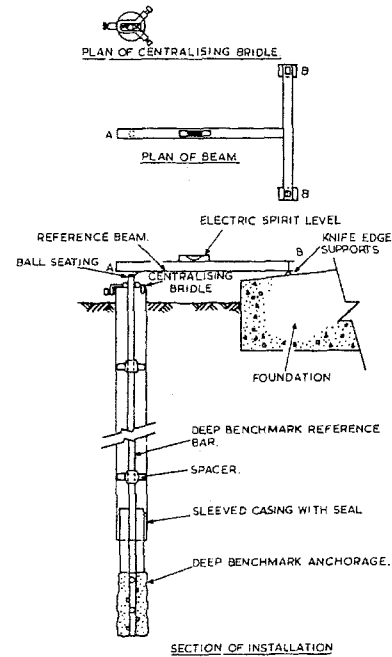 PLAN OF CENTRALISING BRIDLE.
B
A
PLAN OF BEAM
B
ELECTRIC SPIRIT LEVEL
REFERENCE BEAM.
B
KNIFE EDGE
SUPPORTS
BALL SEATING
A
CENTRALISING
BRIDLE
FOUNDATION
DEEP BENCHMARK REFERENCE
BAR.
SPACER.
SLEEVED CASING WITH SEAL
DEEP BENCHMARK ANCHORAGE.
SECTION OF INSTALLATION